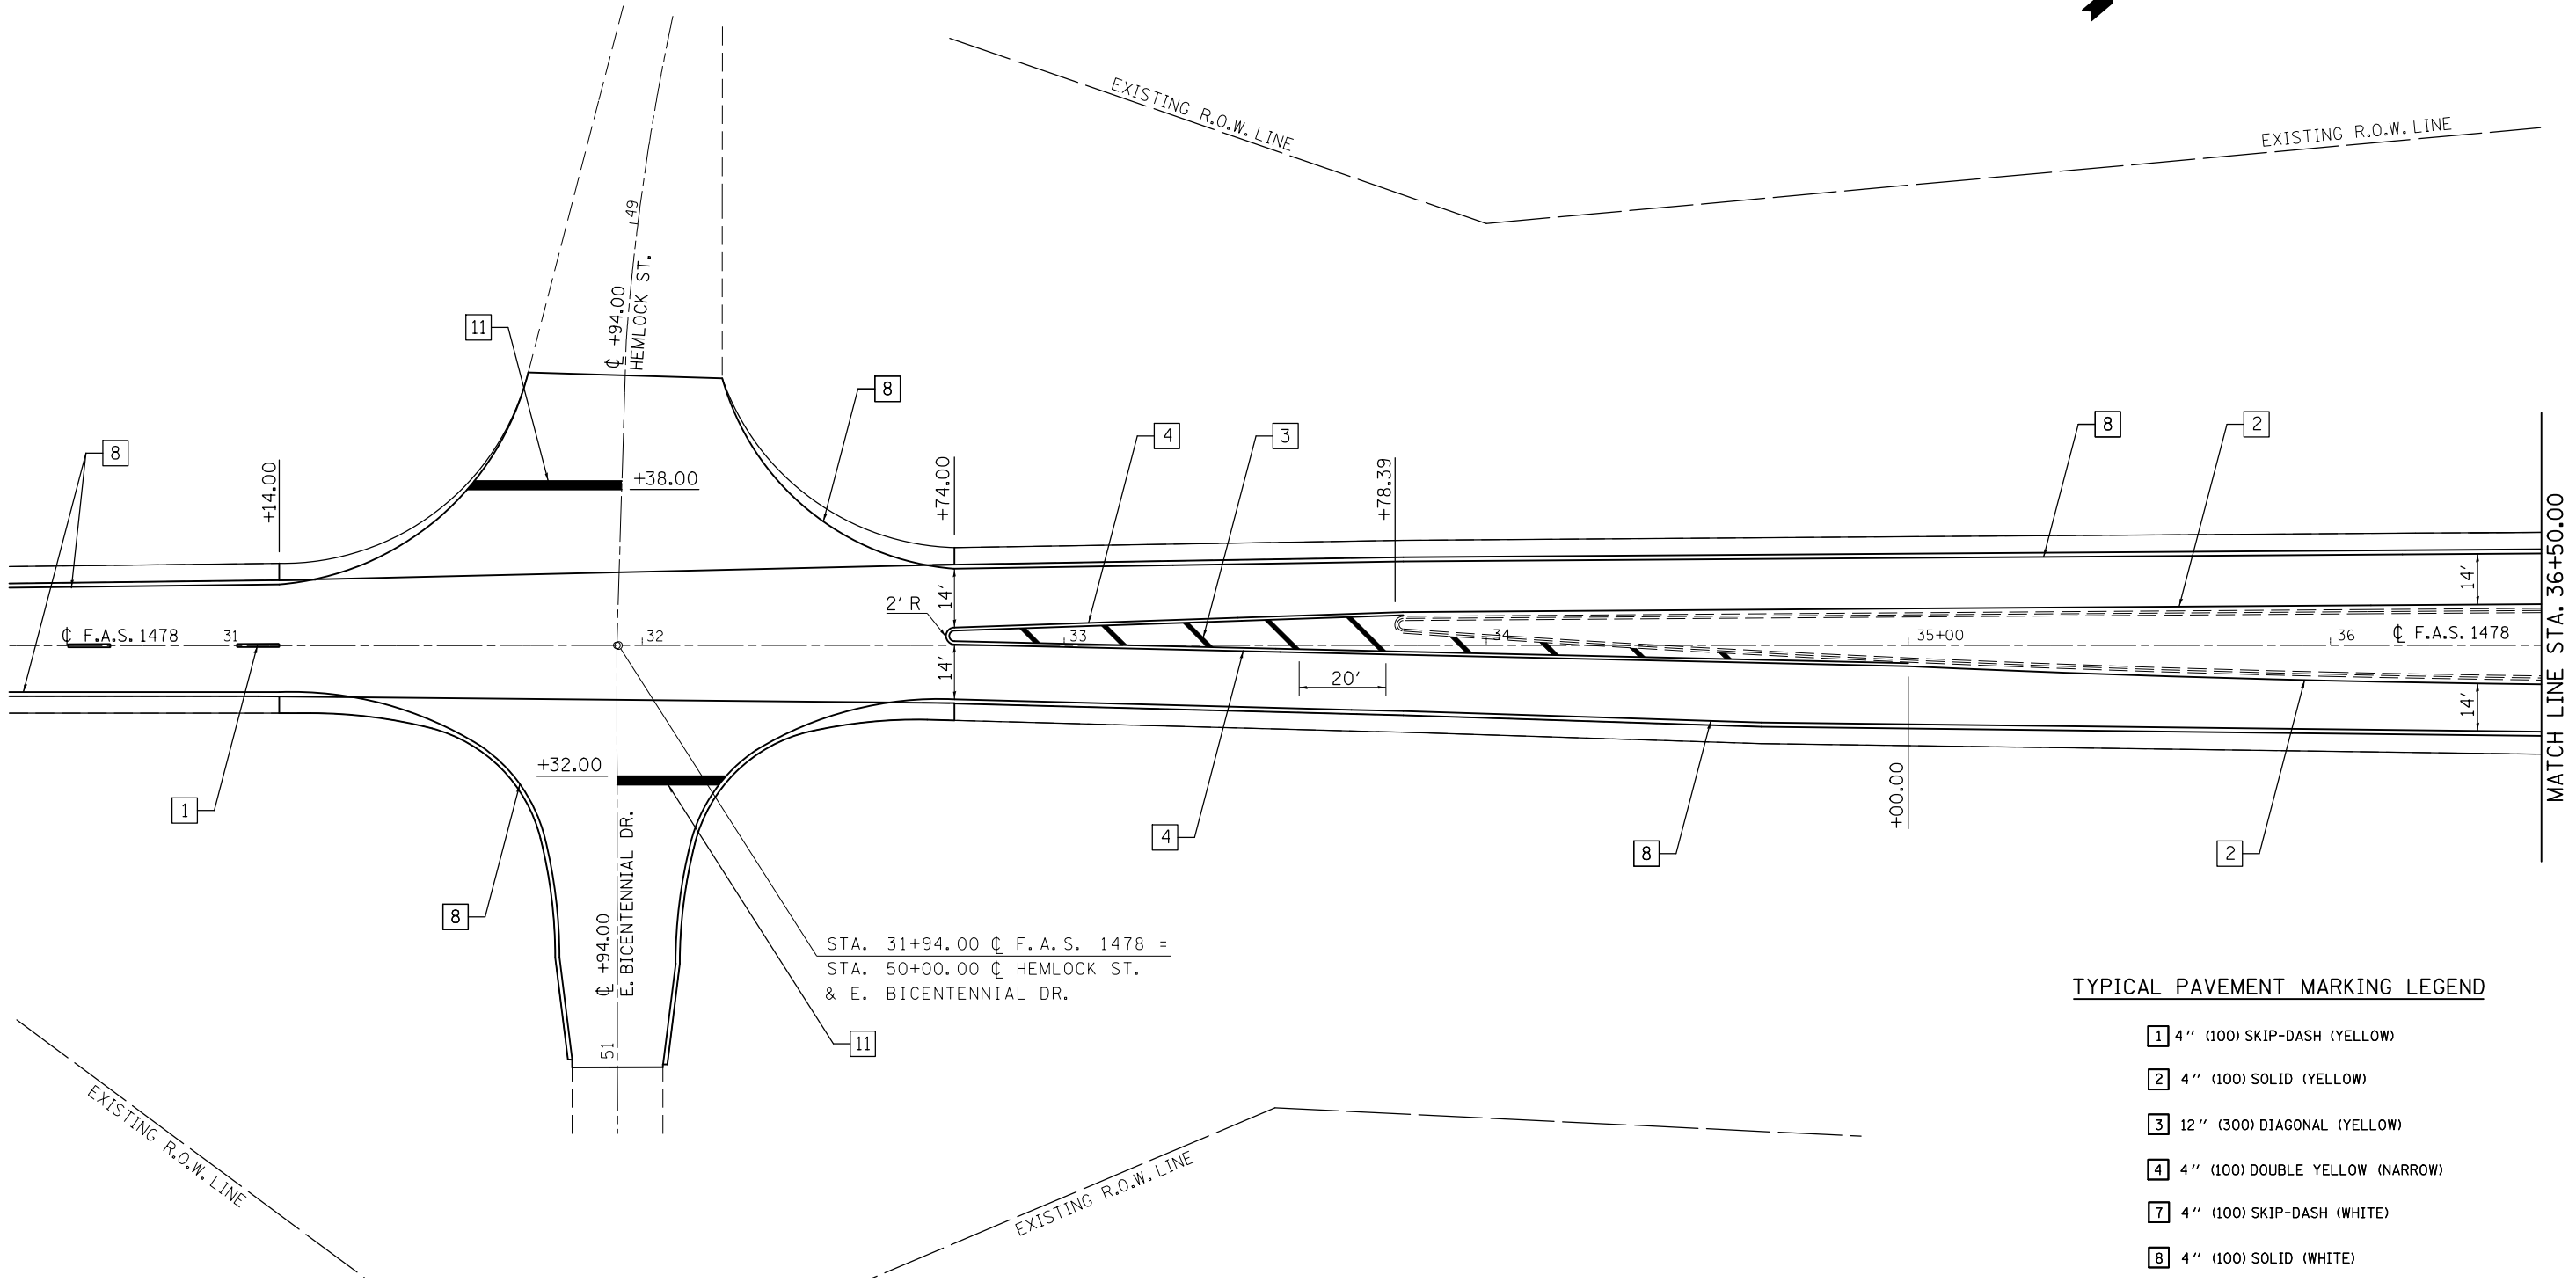 EXISTING R.O.W. LINE
EXISTING R.O.W. LINE
49
℄ +94.00
HEMLOCK ST.
11
8
8
+14.00
+38.00
+74.00
4
3
+78.39
8
2
14'
2' R
14'
14'
14'
℄ F.A.S. 1478
31
32
33
34
35+00
36
℄ F.A.S. 1478
20'
MATCH LINE STA. 36+50.00
1
+32.00
4
8
+00.00
2
8
℄ +94.00
E. BICENTENNIAL DR.
51
STA. 31+94.00 ℄ F.A.S. 1478 =
STA. 50+00.00 ℄ HEMLOCK ST.
& E. BICENTENNIAL DR.
11
EXISTING R.O.W. LINE
EXISTING R.O.W. LINE
TYPICAL PAVEMENT MARKING LEGEND
1 4" (100) SKIP-DASH (YELLOW)
2 4" (100) SOLID (YELLOW)
3 12" (300) DIAGONAL (YELLOW)
4 4" (100) DOUBLE YELLOW (NARROW)
7 4" (100) SKIP-DASH (WHITE)
8 4" (100) SOLID (WHITE)